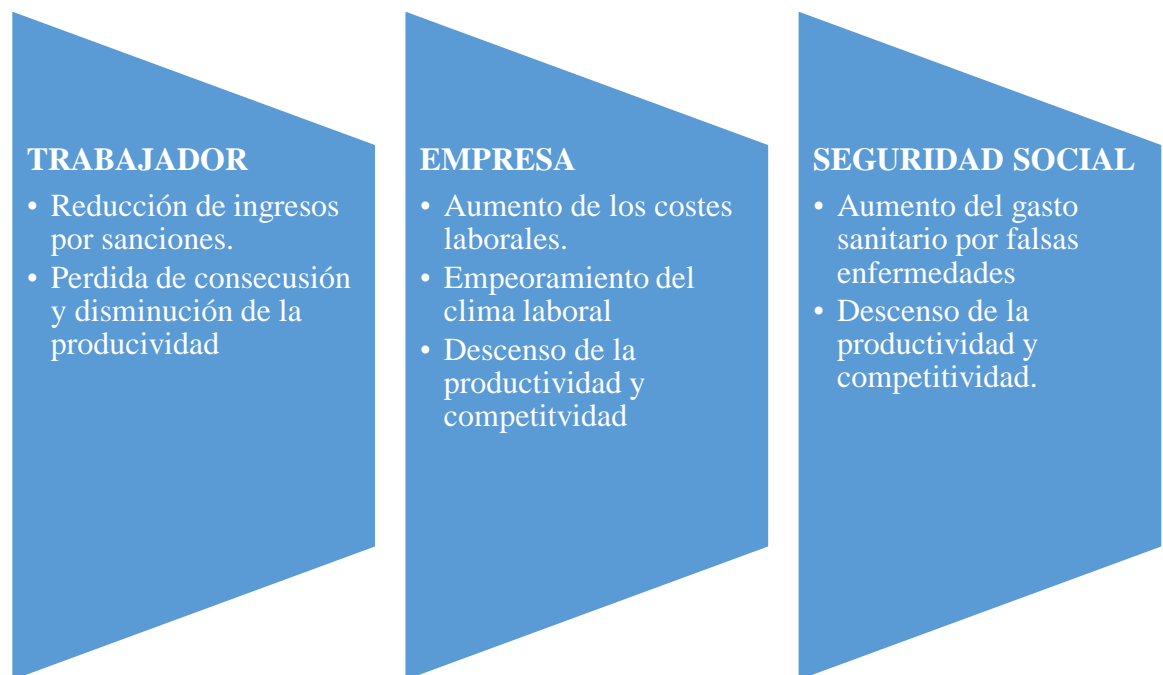 TRABAJADOR
• Reducción de ingresos
por sanciones.
• Perdida de consecusión
y disminución de la
producividad
EMPRESA
• Aumento de los costes
laborales.
• Empeoramiento del
clima laboral
• Descenso de la
productividad y
competitvidad
SEGURIDAD SOCIAL
• Aumento del gasto
sanitario por falsas
enfermedades
• Descenso de la
productividad y
competitividad.